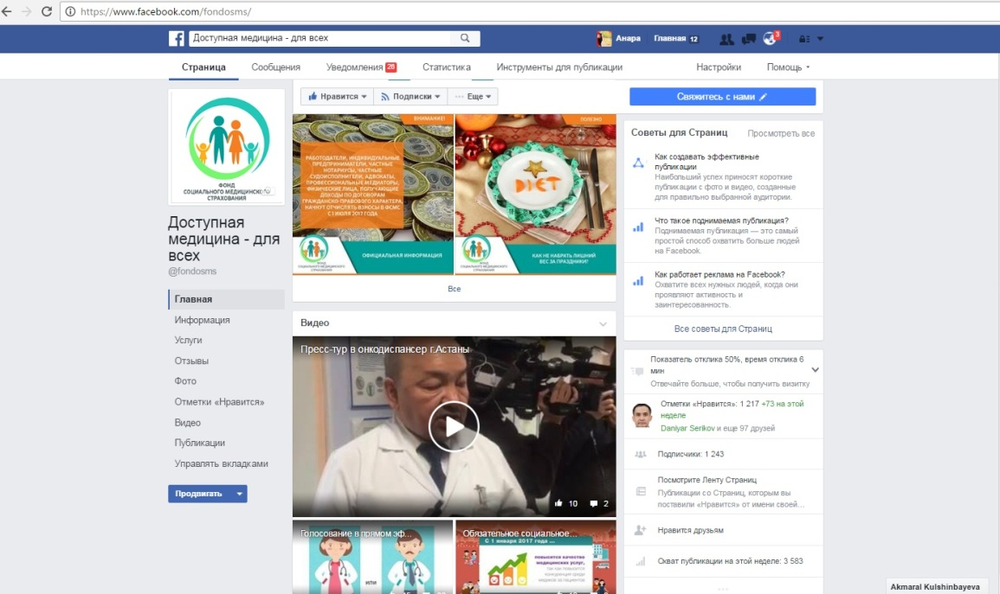 https://www.facebook.com/fondosms/
Доступная медицина - для всех
Анара
Главная 12
3
Страница
Сообщения
Уведомления 26
Статистика
Инструменты для публикации
Настройки
Помощь
ФОНД
СОЦИАЛЬНОГО МЕДИЦИНСКОГО
СТРАХОВАНИЯ
Доступная
медицина - для
всех
@fondosms
Главная
Информация
Услуги
Отзывы
Фото
Отметки «Нравится»
Видео
Публикации
Управлять вкладками
Продвигать
Нравится
Подписки
Еще
Свяжитесь с нами
ВНИМАНИЕ!
РАБОТОДАТЕЛИ, ИНДИВИДУАЛЬНЫЕ
ПРЕДПРИНИМАТЕЛИ, ЧАСТНЫЕ
НОТАРИУСЫ, ЧАСТНЫЕ
СУДОИСПОЛНИТЕЛИ, АДВОКАТЫ,
ПРОФЕССИОНАЛЬНЫЕ МЕДИАТОРЫ,
ФИЗИЧЕСКИЕ ЛИЦА, ПОЛУЧАЮЩИЕ
ДОХОДЫ ПО ДОГОВОРАМ
ГРАЖДАНСКО-ПРАВОВОГО ХАРАКТЕРА,
НАЧНУТ ОТЧИСЛЯТЬ ВЗНОСЫ В ФСМС
С 1 ИЮЛЯ 2017 ГОДА
ФОНД
СОЦИАЛЬНОГО МЕДИЦИНСКОГО
СТРАХОВАНИЯ
ОФИЦИАЛЬНАЯ ИНФОРМАЦИЯ
ПОЛЕЗНО
DIET
ФОНД
СОЦИАЛЬНОГО МЕДИЦИНСКОГО
СТРАХОВАНИЯ
КАК НЕ НАБРАТЬ ЛИШНИЙ
ВЕС ЗА ПРАЗДНИКИ?
Все
Видео
Пресс-тур в онкодиспансер г.Астаны
10
2
Голосование в прямом эф...
или
Обязательное социальное...
С 1 января 2017 года ...
повысится качество
медицинских услуг,
Советы для Страниц
Просмотреть все
Как создавать эффективные
публикации
Наибольший успех приносят короткие
публикации с фото и видео, созданные
для правильно выбранной аудитории.
Что такое поднимаемая публикация?
Поднимаемая публикация — это самый
простой способ охватить больше людей
на Facebook.
Как работает реклама на Facebook?
Охватите всех нужных людей, когда они
проявляют активность и
заинтересованность.
Все советы для Страниц
Показатель отклика 50%, время отклика 6
мин
Отвечайте больше, чтобы получить визитку
Отметки «Нравится»: 1 217 +73 на этой
неделе
Daniyar Serikov и еще 97 друзей
Подписчики: 1 243
Посмотрите Ленту Страниц
Публикации со Страниц, которым вы
поставили «Нравится» от имени своей...
Нравится друзьям
Охват публикации на этой неделе: 3 583
Akmaral Kulshinbayeva